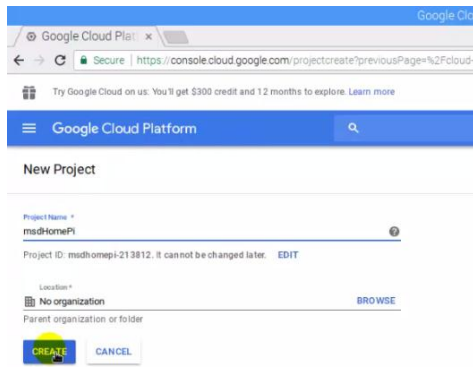 Google Clo
Google Cloud Plat
Secure | https://console.cloud.google.com/projectcreate?previousPage=%2Fcloud-
Try Google Cloud on us: You'll get $300 credit and 12 months to explore. Learn more
Google Cloud Platform
New Project
Project Name *
msdHomePi
Project ID: msdhomepi-213812. It cannot be changed later. EDIT
Location *
No organization BROWSE
Parent organization or folder
CREATE CANCEL